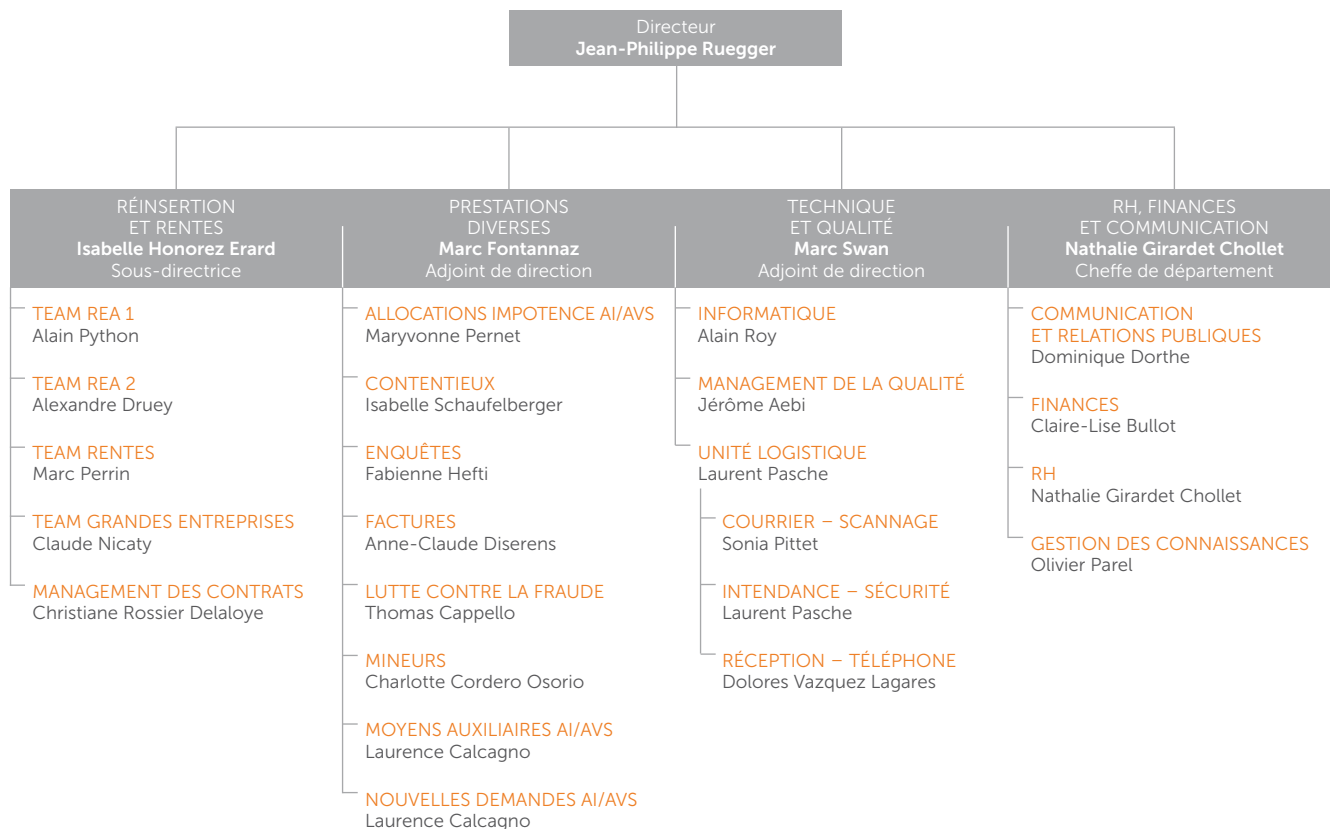 Directeur
Jean-Philippe Ruegger
RÉINSERTION
ET RENTES
Isabelle Honorez Erard
Sous-directrice
TEAM REA 1
Alain Python
TEAM REA 2
Alexandre Druey
TEAM RENTES
Marc Perrin
TEAM GRANDES ENTREPRISES
Claude Nicaty
MANAGEMENT DES CONTRATS
Christiane Rossier Delaloye
PRESTATIONS
DIVERSES
Marc Fontannaz
Adjoint de direction
ALLOCATIONS IMPOTENCE AI/AVS
Maryvonne Pernet
CONTENTIEUX
Isabelle Schaufelberger
ENQUÊTES
Fabienne Hefti
FACTURES
Anne-Claude Diserens
LUTTE CONTRE LA FRAUDE
Thomas Cappello
MINEURS
Charlotte Cordero Osorio
MOYENS AUXILIAIRES AI/AVS
Laurence Calcagno
NOUVELLES DEMANDES AI/AVS
Laurence Calcagno
TECHNIQUE
ET QUALITÉ
Marc Swan
Adjoint de direction
INFORMATIQUE
Alain Roy
MANAGEMENT DE LA QUALITÉ
Jérôme Aebi
UNITÉ LOGISTIQUE
Laurent Pasche
COURRIER – SCANNAGE
Sonia Pittet
INTENDANCE – SÉCURITÉ
Laurent Pasche
RÉCEPTION – TÉLÉPHONE
Dolores Vazquez Lagares
RH, FINANCES
ET COMMUNICATION
Nathalie Girardet Chollet
Cheffe de département
COMMUNICATION
ET RELATIONS PUBLIQUES
Dominique Dorthe
FINANCES
Claire-Lise Bullot
RH
Nathalie Girardet Chollet
GESTION DES CONNAISSANCES
Olivier Parel